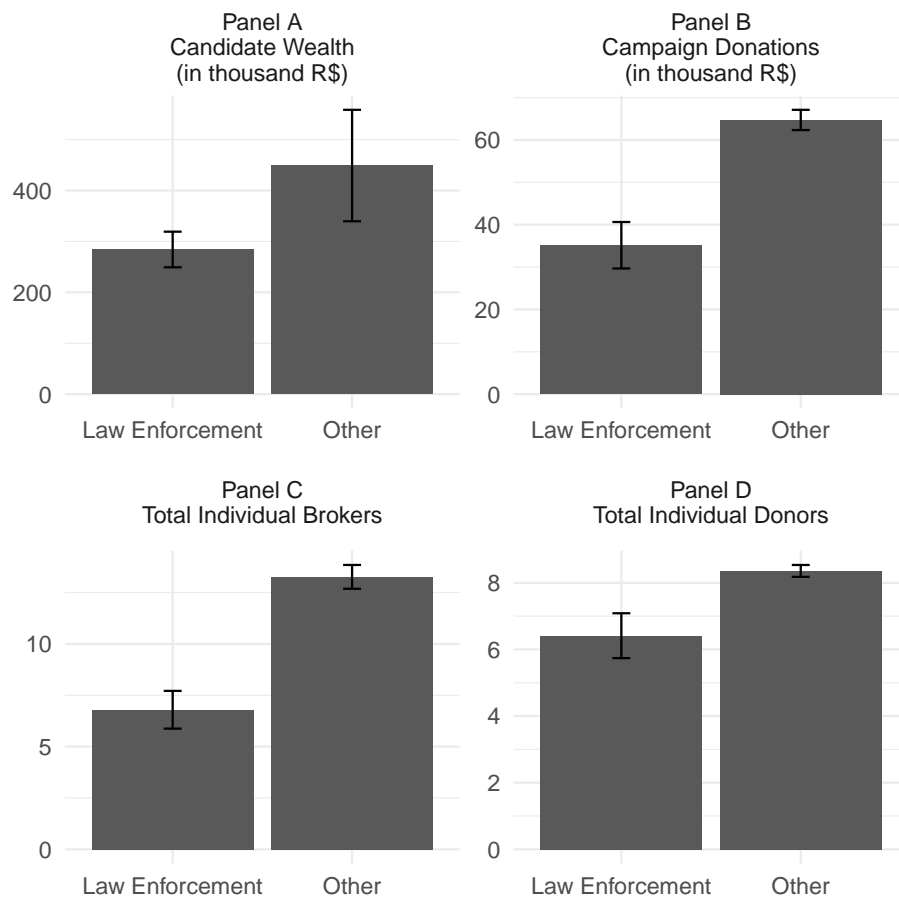 Panel A
Candidate Wealth
(in thousand R$)
400
200
0
Law Enforcement Other
Panel B
Campaign Donations
(in thousand R$)
60
40
20
0
Law Enforcement Other
Panel C
Total Individual Brokers
10
5
0
Law Enforcement Other
Panel D
Total Individual Donors
8
6
4
2
0
Law Enforcement Other